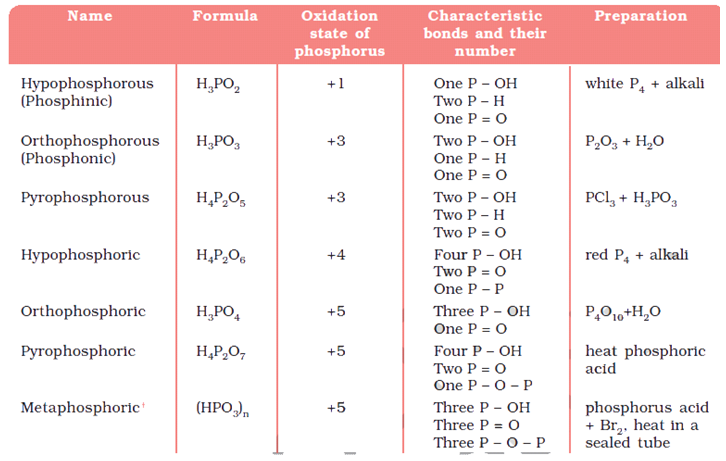 Name Formula Oxidation state of phosphorus Characteristic bonds and their number Preparation
Hypophosphorous (Phosphinic) H₃PO₂ +1 One P – OH Two P – H One P = O white P₄ + alkali
Orthophosphorous (Phosphonic) H₃PO₃ +3 Two P – OH One P – H One P = O P₂O₃ + H₂O
Pyrophosphorous H₄P₂O₅ +3 Two P – OH Two P – H Two P = O PCl₃ + H₃PO₃
Hypophosphoric H₄P₂O₆ +4 Four P – OH Two P = O One P – P red P₄ + alkali
Orthophosphoric H₃PO₄ +5 Three P – OH One P = O P₄O₁₀+H₂O
Pyrophosphoric H₄P₂O₇ +5 Four P – OH Two P = O One P – O – P heat phosphoric acid
Metaphosphoric† (HPO₃)ₙ +5 Three P – OH Three P = O Three P – O – P phosphorus acid + Br₂, heat in a sealed tube